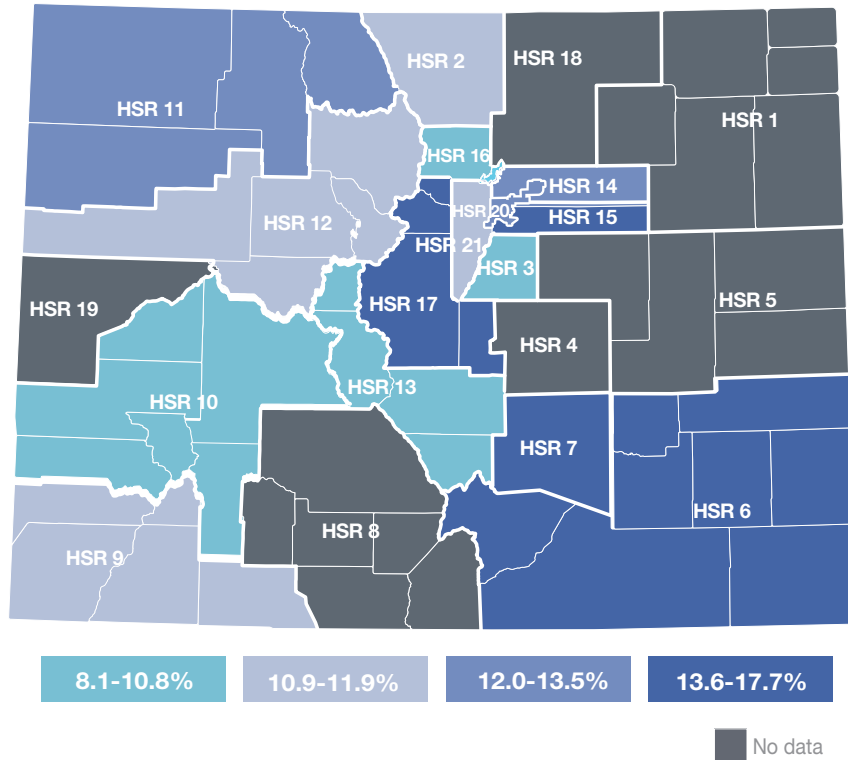 HSR 2
HSR 18
HSR 11
HSR 1
HSR 16
HSR 14
HSR 20
HSR 15
HSR 12
HSR 21
HSR 3
HSR 19
HSR 17
HSR 5
HSR 4
HSR 13
HSR 10
HSR 7
HSR 6
HSR 8
HSR 9
8.1-10.8%
10.9-11.9%
12.0-13.5%
13.6-17.7%
No data